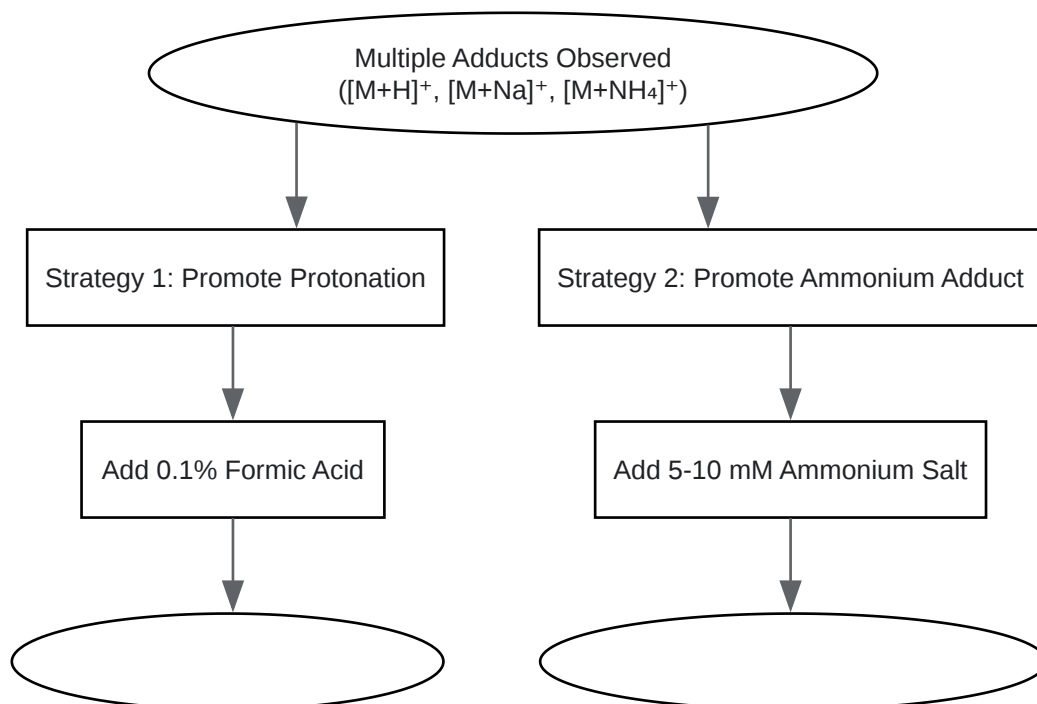 Multiple Adducts Observed
([M+H]⁺, [M+Na]⁺, [M+NH₄]⁺)
Strategy 1: Promote Protonation
Strategy 2: Promote Ammonium Adduct
Add 0.1% Formic Acid
Add 5-10 mM Ammonium Salt